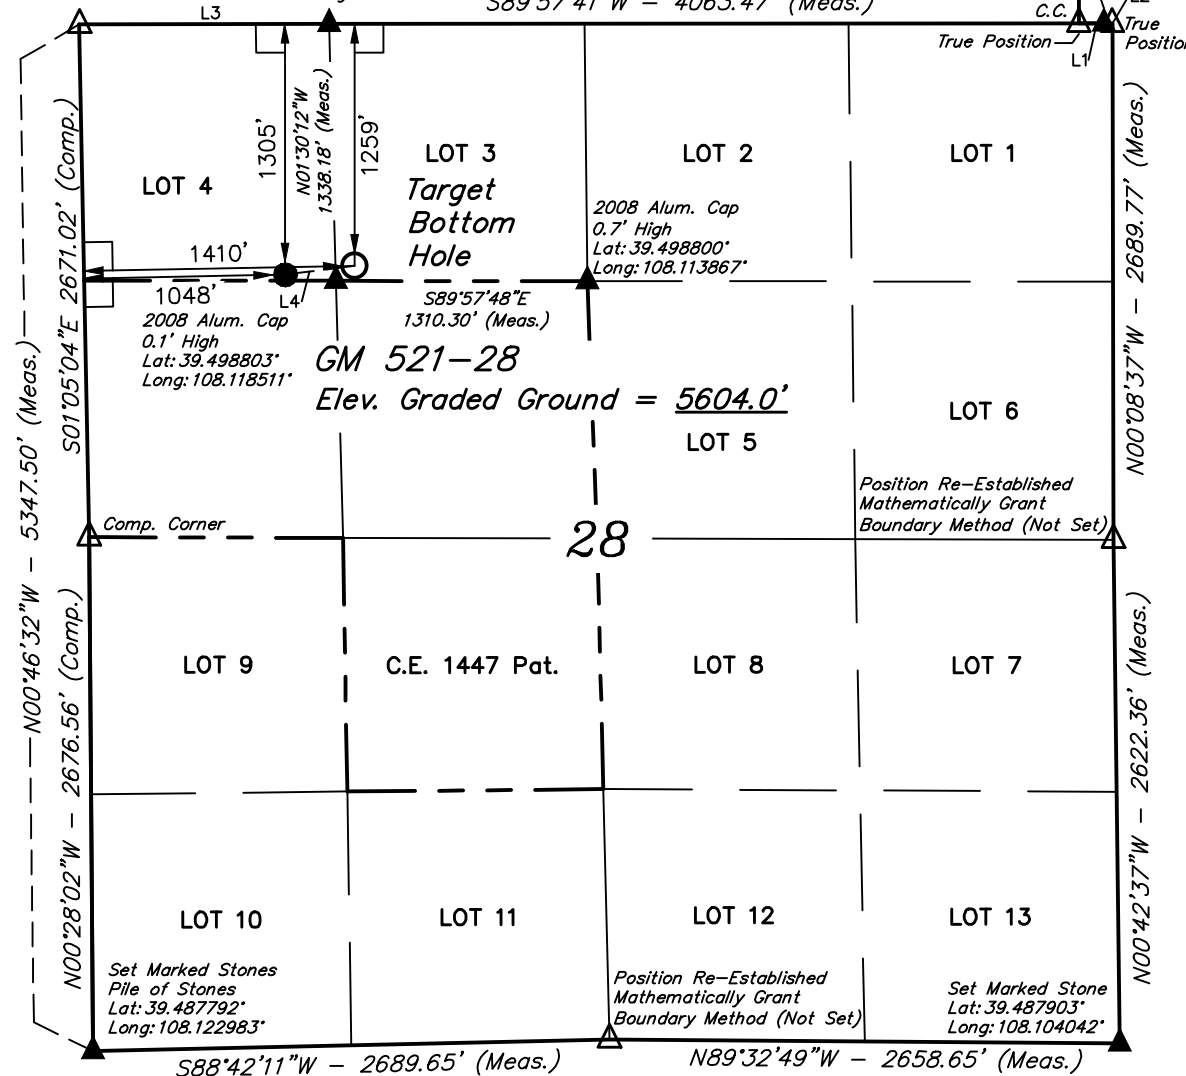 S89°57'41"W – 4063.47' (Meas.)
L3
C.C.
True Position
L1
True
1305'
N01°30'12"W
1338.18' (Meas.)
1259'
LOT 4
LOT 3
LOT 2
LOT 1
Target
Bottom
Hole
2008 Alum. Cap
0.7' High
Lat: 39.498800°
Long: 108.113867°
1410'
1048'
L4
S89°57'48"E
1310.30' (Meas.)
2008 Alum. Cap
0.1' High
Lat: 39.498803°
Long: 108.118511°
GM 521–28
Elev. Graded Ground = 5604.0'
LOT 5
LOT 6
Position Re–Established
Mathematically Grant
Boundary Method (Not Set)
Comp. Corner
28
S01°05'04"E 2671.02' (Comp.)
N00°46'32"W – 5347.50' (Meas.)
N00°28'02"W – 2676.56' (Comp.)
N00°08'37"W – 2689.77' (Meas.)
N00°42'37"W – 2622.36' (Meas.)
LOT 9
C.E. 1447 Pat.
LOT 8
LOT 7
LOT 10
LOT 11
LOT 12
LOT 13
Set Marked Stones
Pile of Stones
Lat: 39.487792°
Long: 108.122983°
Position Re–Established
Mathematically Grant
Boundary Method (Not Set)
Set Marked Stone
Lat: 39.487903°
Long: 108.104042°
S88°42'11"W – 2689.65' (Meas.)
N89°32'49"W – 2658.65' (Meas.)